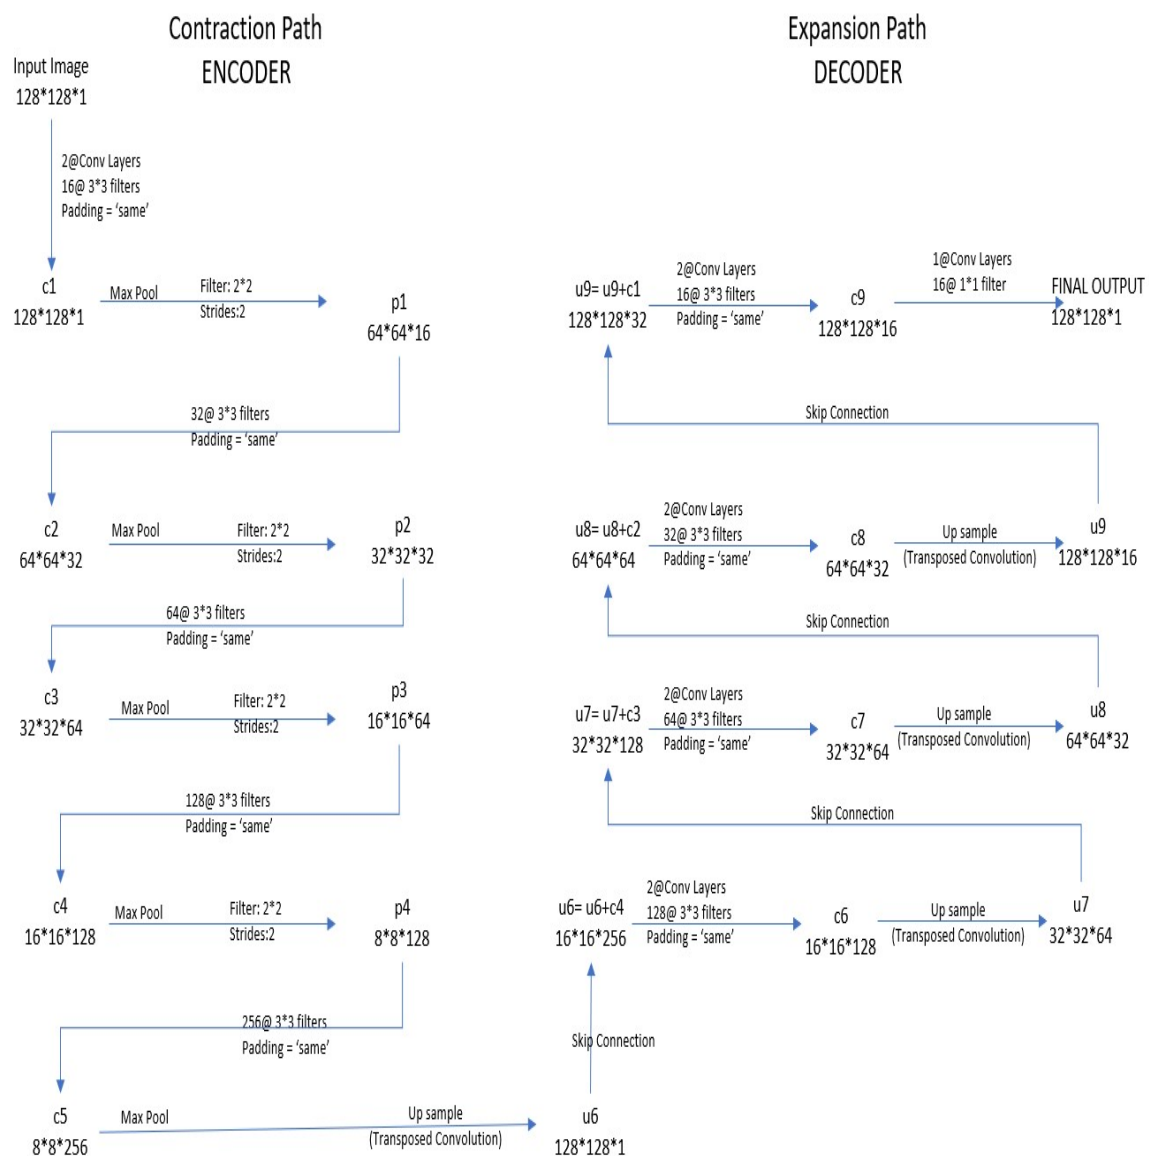 Contraction Path
ENCODER
Input Image
128*128*1
2@Conv Layers
16@ 3*3 filters
Padding = ‘same’
c1
128*128*1
Max Pool
Filter: 2*2
Strides:2
p1
64*64*16
32@ 3*3 filters
Padding = ‘same’
c2
64*64*32
Max Pool
Filter: 2*2
Strides:2
p2
32*32*32
64@ 3*3 filters
Padding = ‘same’
c3
32*32*64
Max Pool
Filter: 2*2
Strides:2
p3
16*16*64
128@ 3*3 filters
Padding = ‘same’
c4
16*16*128
Max Pool
Filter: 2*2
Strides:2
p4
8*8*128
256@ 3*3 filters
Padding = ‘same’
c5
8*8*256
Max Pool
Up sample
(Transposed Convolution)
u6
128*128*1
Expansion Path
DECODER
u9= u9+c1
128*128*32
2@Conv Layers
16@ 3*3 filters
Padding = ‘same’
c9
128*128*16
1@Conv Layers
16@ 1*1 filter
FINAL OUTPUT
128*128*1
Skip Connection
u8= u8+c2
64*64*64
2@Conv Layers
32@ 3*3 filters
Padding = ‘same’
c8
64*64*32
Up sample
(Transposed Convolution)
u9
128*128*16
Skip Connection
u7= u7+c3
32*32*128
2@Conv Layers
64@ 3*3 filters
Padding = ‘same’
c7
32*32*64
Up sample
(Transposed Convolution)
u8
64*64*32
Skip Connection
u6= u6+c4
16*16*256
2@Conv Layers
128@ 3*3 filters
Padding = ‘same’
c6
16*16*128
Up sample
(Transposed Convolution)
u7
32*32*64
Skip Connection